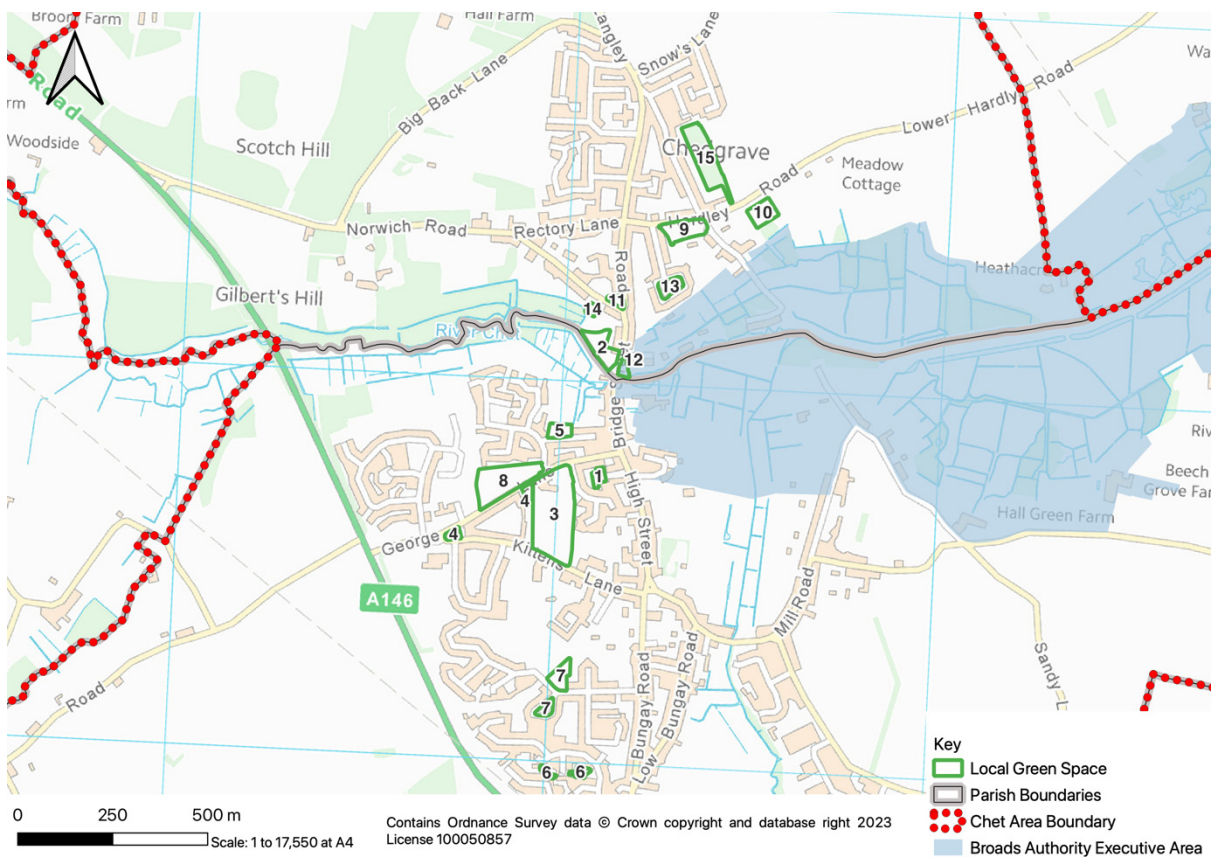 Broom Farm
Hall Farm
Langley
Snow's Lane
Road
Big Back Lane
Lower Hardly Road
Woodside
Scotch Hill
Chedgrave
15
Meadow
Cottage
Hardley Road
10
9
Norwich Road
Rectory Lane
Road
Heathacre
13
Gilbert's Hill
11
14
River Chet
2
12
Bridge Street
5
8
1
Lane
4
3
High Street
Beech
Grove Farm
Hall Green Farm
4
George
Kittens Lane
A146
Mill Road
Sandy L
7
7
Road
Bungay Road
Low Bungay Road
6
6
Key
Local Green Space
Parish Boundaries
Chet Area Boundary
Broads Authority Executive Area
0 250 500 m
Scale: 1 to 17,550 at A4
Contains Ordnance Survey data © Crown copyright and database right 2023
License 100050857